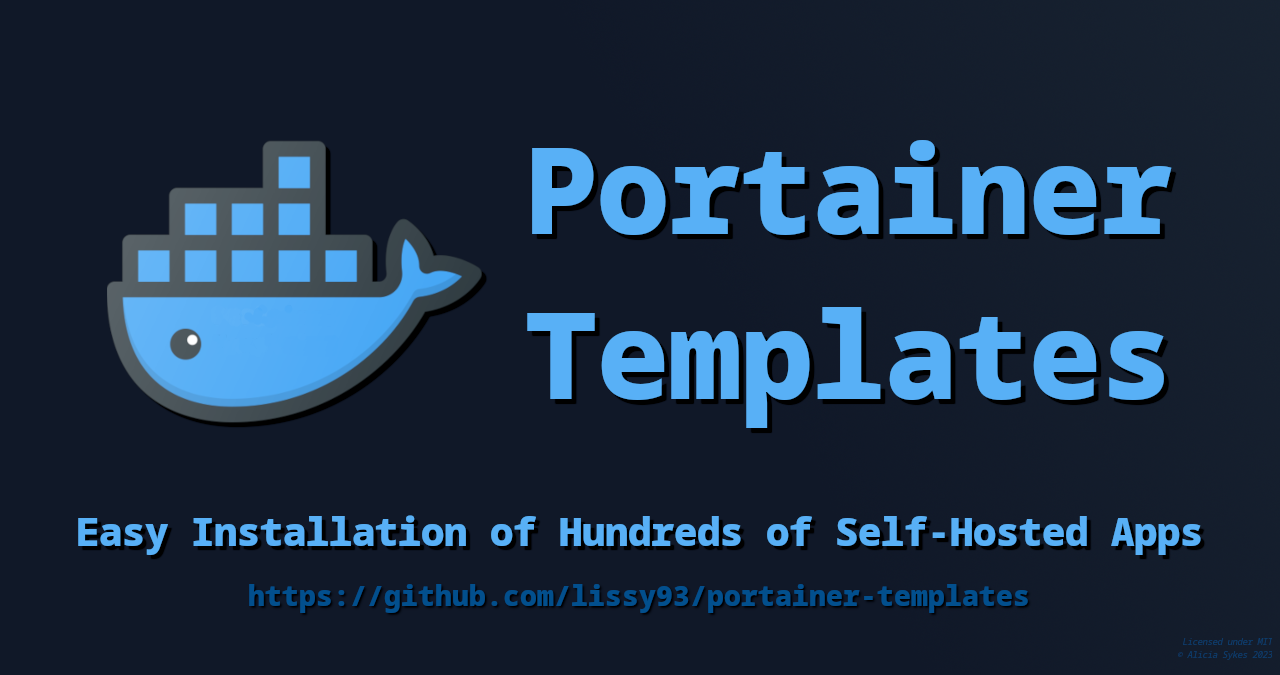 Portainer
Templates
Easy Installation of Hundreds of Self-Hosted Apps
https://github.com/lissy93/portainer-templates
Licensed under MIT
© Alicia Sykes 2023